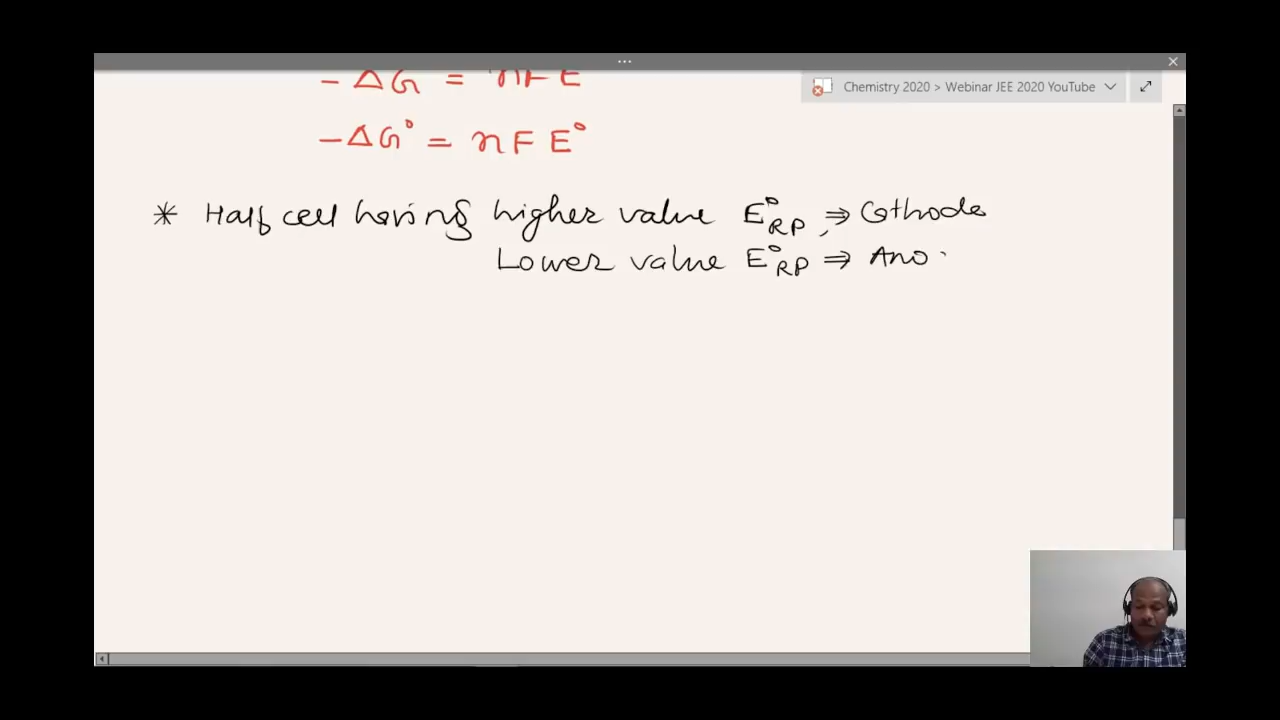 Chemistry 2020 > Webinar JEE 2020 YouTube
- ΔG = nFE
-ΔG° = nFE°
* Half cell having higher value E°RP, ⇒ Cathode
Lower value E°RP ⇒ Ano